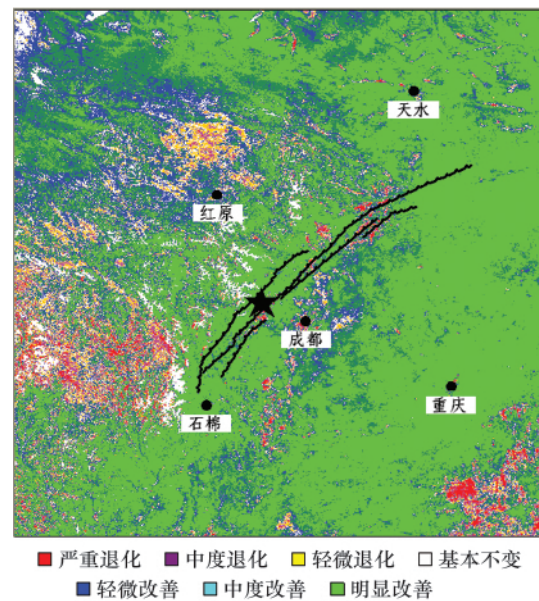 天水
红原
成都
重庆
石棉
严重退化 中度退化 轻微退化 基本不变
轻微改善 中度改善 明显改善